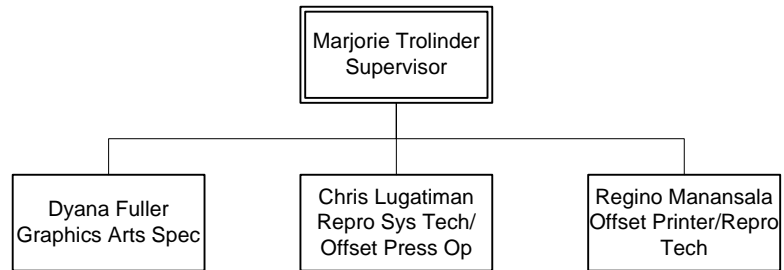 Marjorie Trolinder
Supervisor
Dyana Fuller
Graphics Arts Spec
Chris Lugatiman
Repro Sys Tech/
Offset Press Op
Regino Manansala
Offset Printer/Repro
Tech